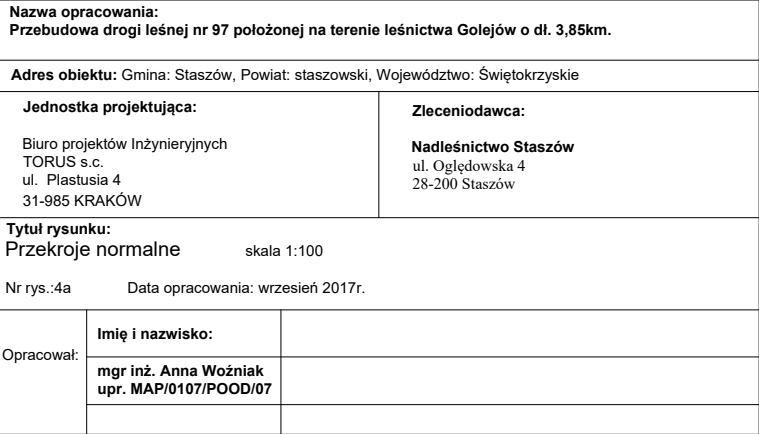 Nazwa opracowania:
Przebudowa drogi leśnej nr 97 położonej na terenie leśnictwa Golejów o dł. 3,85km.
Adres obiektu: Gmina: Staszów, Powiat: staszowski, Województwo: Świętokrzyskie
Jednostka projektująca:
Biuro projektów Inżynieryjnych
TORUS s.c.
ul. Plastusia 4
31-985 KRAKÓW
Zleceniodawca:
Nadleśnictwo Staszów
ul. Oględowska 4
28-200 Staszów
Tytuł rysunku:
Przekroje normalne skala 1:100
Nr rys.:4a Data opracowania: wrzesień 2017r.
Opracował:
Imię i nazwisko:
mgr inż. Anna Woźniak
upr. MAP/0107/POOD/07